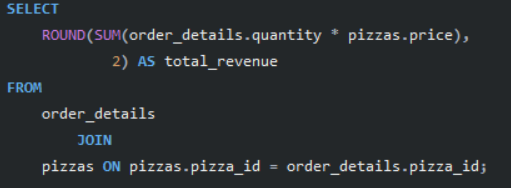 SELECT
ROUND(SUM(order_details.quantity * pizzas.price),
2) AS total_revenue
FROM
order_details
JOIN
pizzas ON pizzas.pizza_id = order_details.pizza_id;